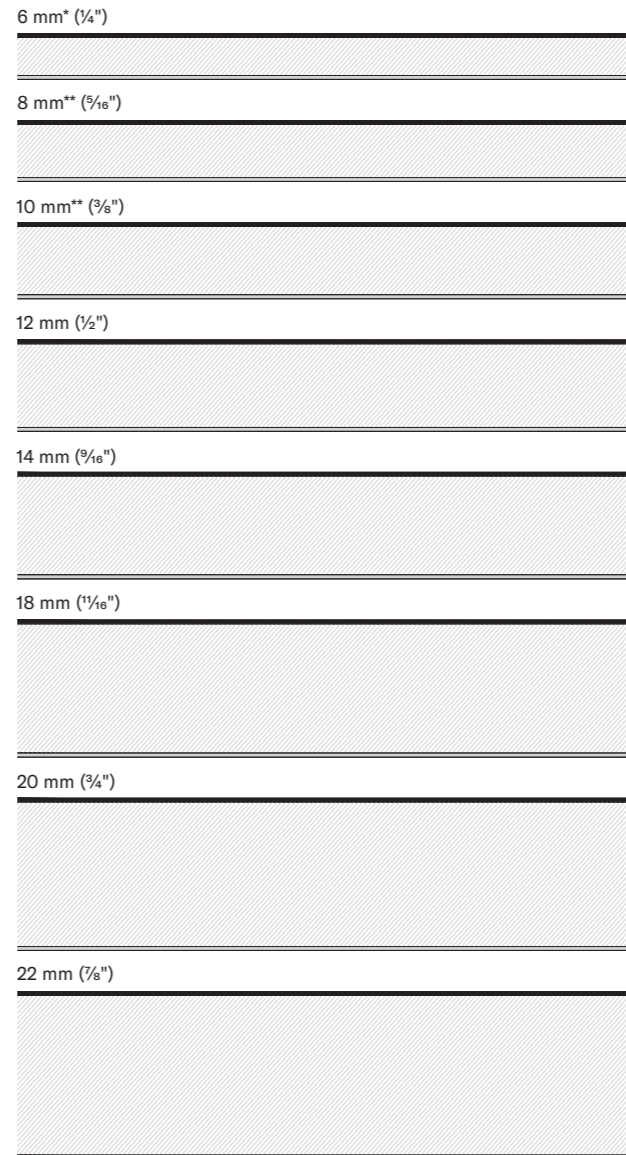 6 mm* (¼")
8 mm** (⁵⁄₁₆")
10 mm** (⅜")
12 mm (½")
14 mm (⁹⁄₁₆")
18 mm (¹¹⁄₁₆")
20 mm (¾")
22 mm (⅞")